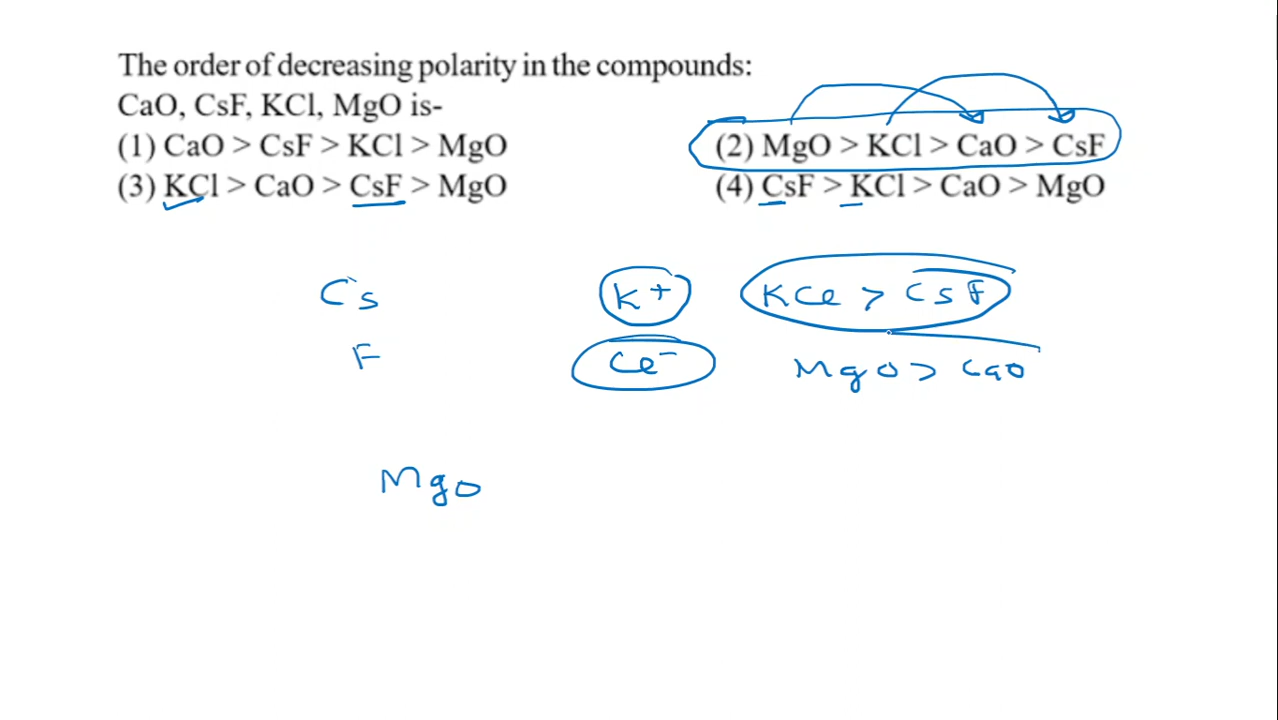 The order of decreasing polarity in the compounds:
CaO, CsF, KCl, MgO is-
(1) CaO > CsF > KCl > MgO
(2) MgO > KCl > CaO > CsF
(3) KCl > CaO > CsF > MgO
(4) CsF > KCl > CaO > MgO
Cs
K+
KCl > CsF
F
Cl-
MgO > CaO
MgO